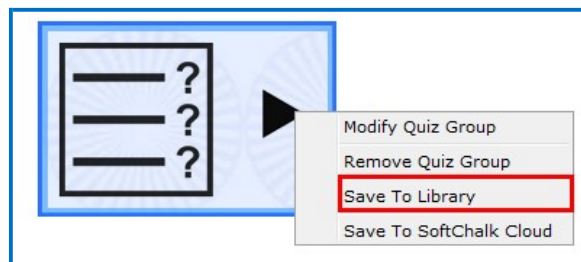 ?
?
?
Modify Quiz Group
Remove Quiz Group
Save To Library
Save To SoftChalk Cloud